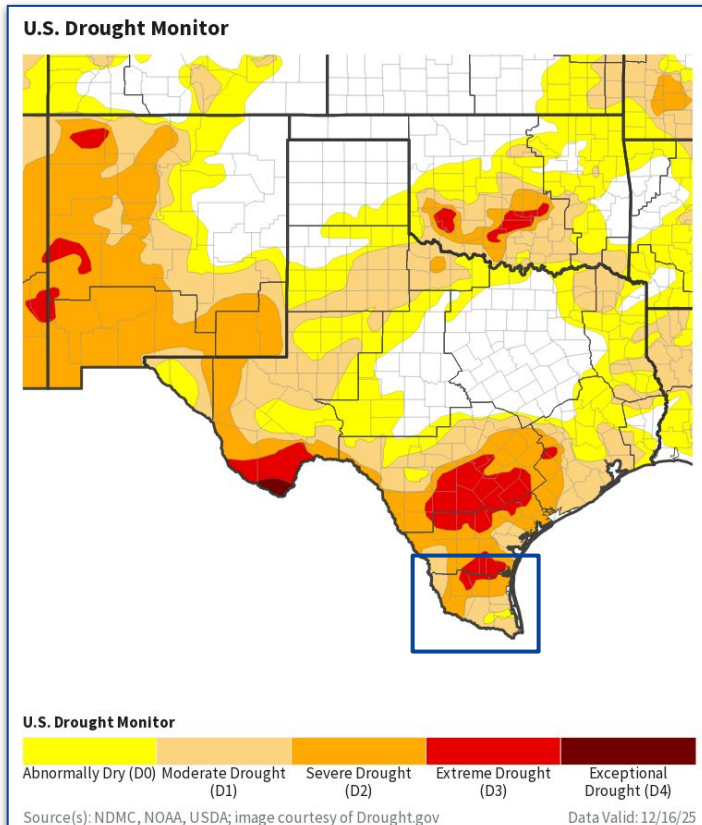 U.S. Drought Monitor
U.S. Drought Monitor
Abnormally Dry (D0)
Moderate Drought
(D1)
Severe Drought
(D2)
Extreme Drought
(D3)
Exceptional
Drought (D4)
Source(s): NDMC, NOAA, USDA; image courtesy of Drought.gov
Data Valid: 12/16/25